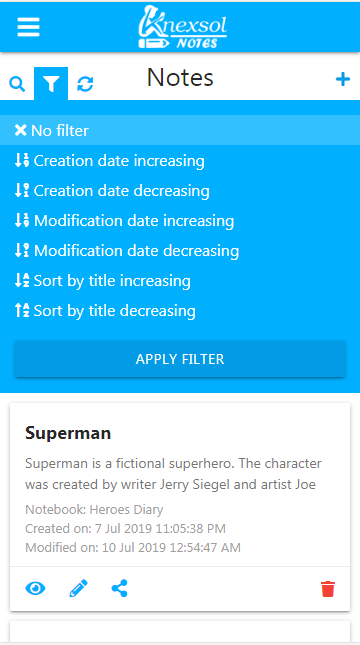 Knexsol
NOTES
Notes
No filter
Creation date increasing
Creation date decreasing
Modification date increasing
Modification date decreasing
Sort by title increasing
Sort by title decreasing
APPLY FILTER
Superman
Superman is a fictional superhero. The character
was created by writer Jerry Siegel and artist Joe
Notebook: Heroes Diary
Created on: 7 Jul 2019 11:05:38 PM
Modified on: 10 Jul 2019 12:54:47 AM